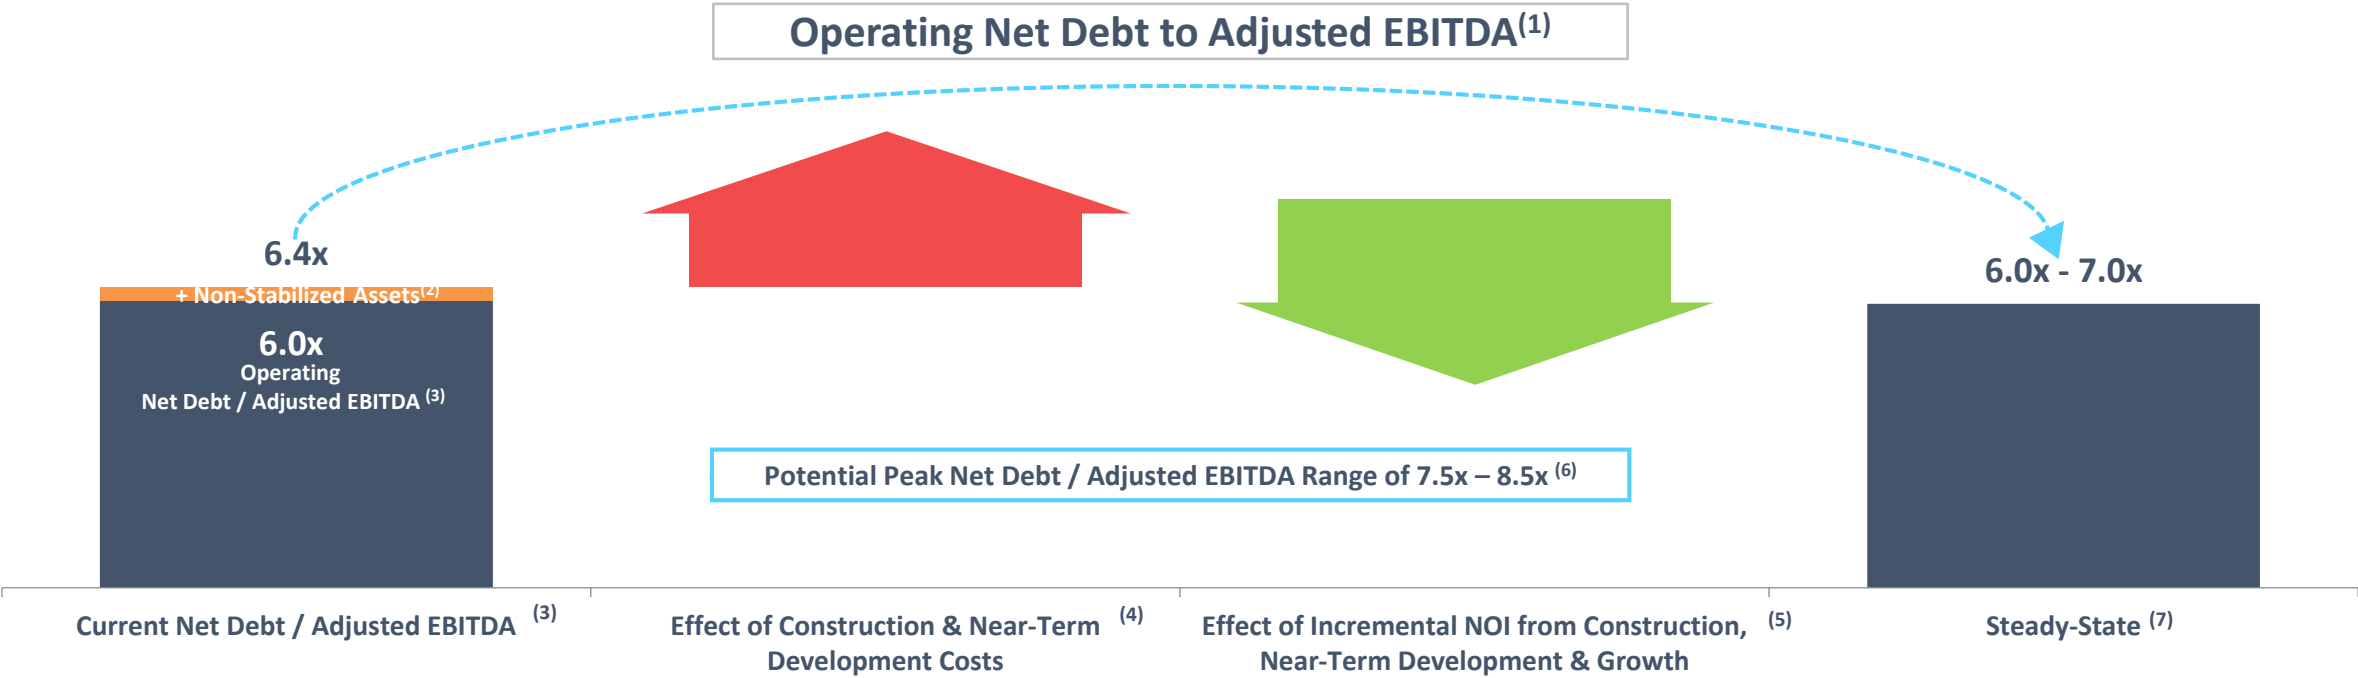 Operating Net Debt to Adjusted EBITDA(1)
6.4x
+ Non-Stabilized Assets(2)
6.0x
Operating
Net Debt / Adjusted EBITDA (3)
6.0x - 7.0x
Potential Peak Net Debt / Adjusted EBITDA Range of 7.5x – 8.5x (6)
Current Net Debt / Adjusted EBITDA (3)
Effect of Construction & Near-Term (4)
Development Costs
Effect of Incremental NOI from Construction, (5)
Near-Term Development & Growth
Steady-State (7)